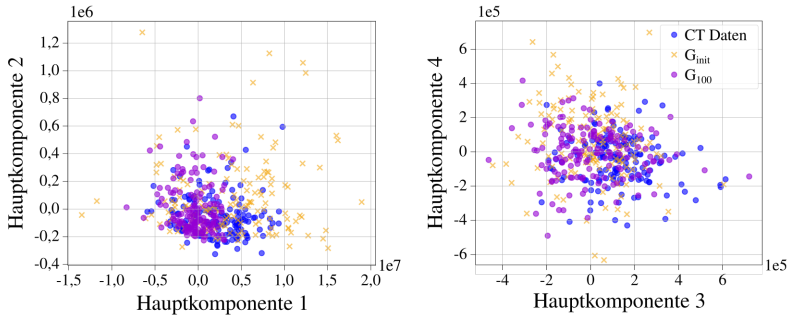 1e6
1,2
1,0
0,8
0,6
0,4
0,2
0,0
-0,2
-0,4
Hauptkomponente 2
-1,5
-1,0
-0,5
0,0
0,5
1,0
1,5
2,0
1e7
Hauptkomponente 1
1e5
6
4
2
0
-2
-4
-6
Hauptkomponente 4
CT Daten
G_init
G_100
-4
-2
0
2
4
6
1e5
Hauptkomponente 3